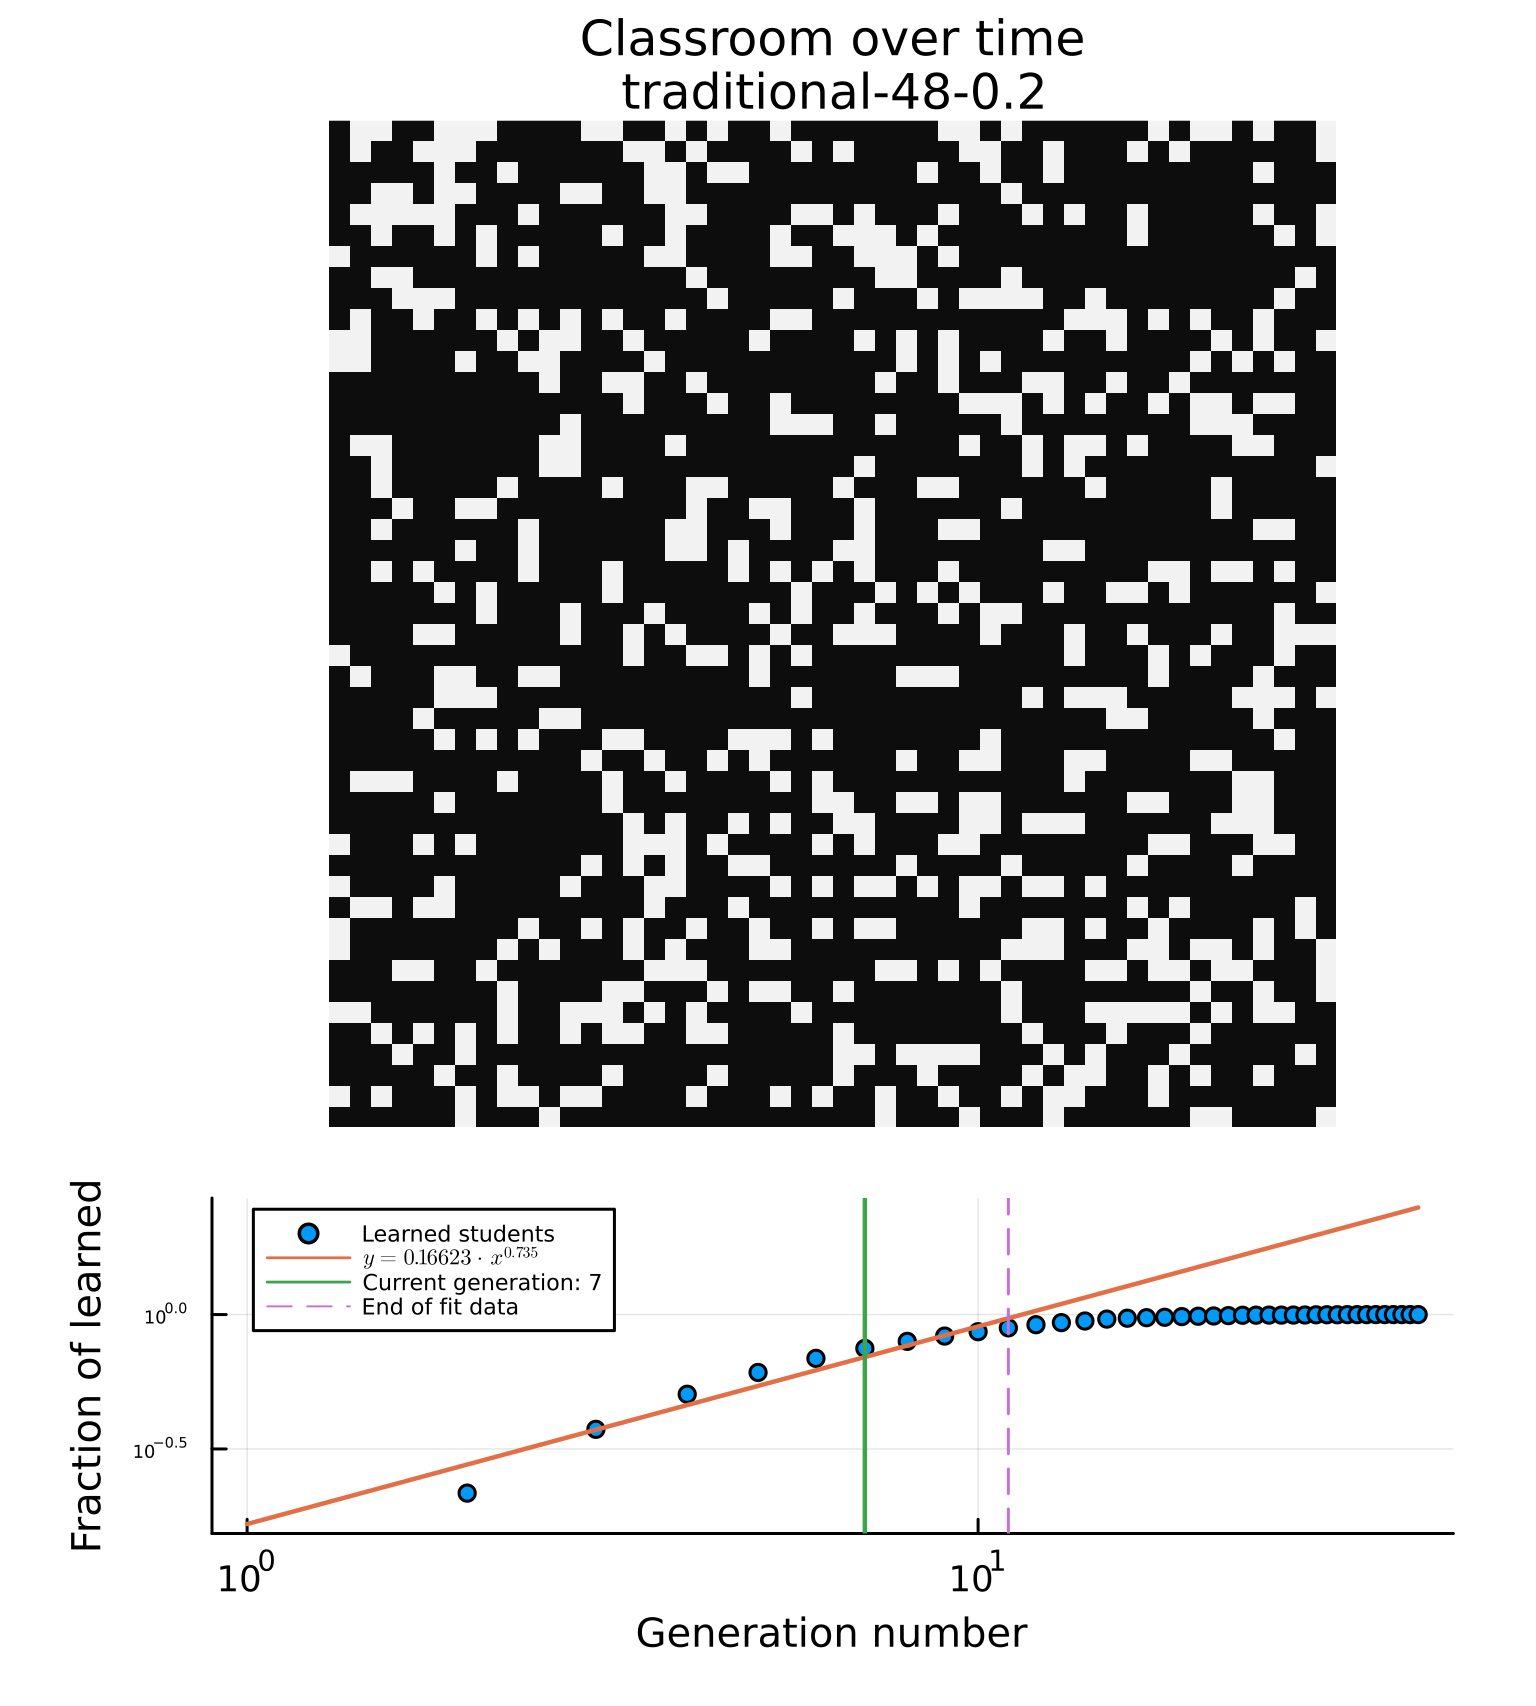 Classroom over time
traditional-48-0.2
Fraction of learned
Learned students
y = 0.16623 · x^0.735
Current generation: 7
End of fit data
10^0.0
10^−0.5
10^0
10^1
Generation number